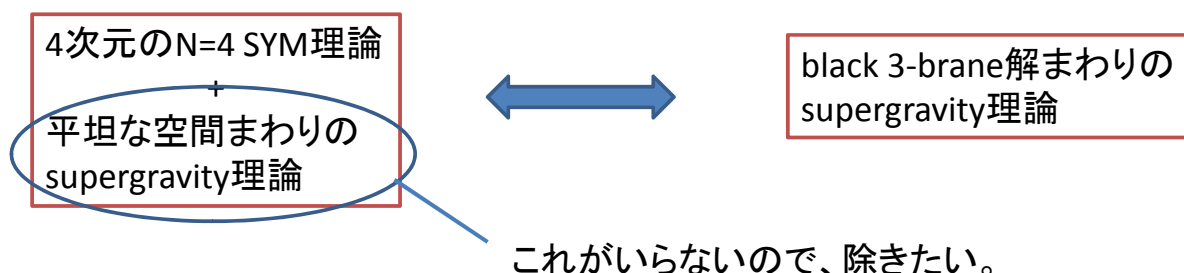 4次元のN=4 SYM理論
+
平坦な空間まわりの
supergravity理論
black 3-brane解まわりの
supergravity理論
これがいらないので、除きたい。